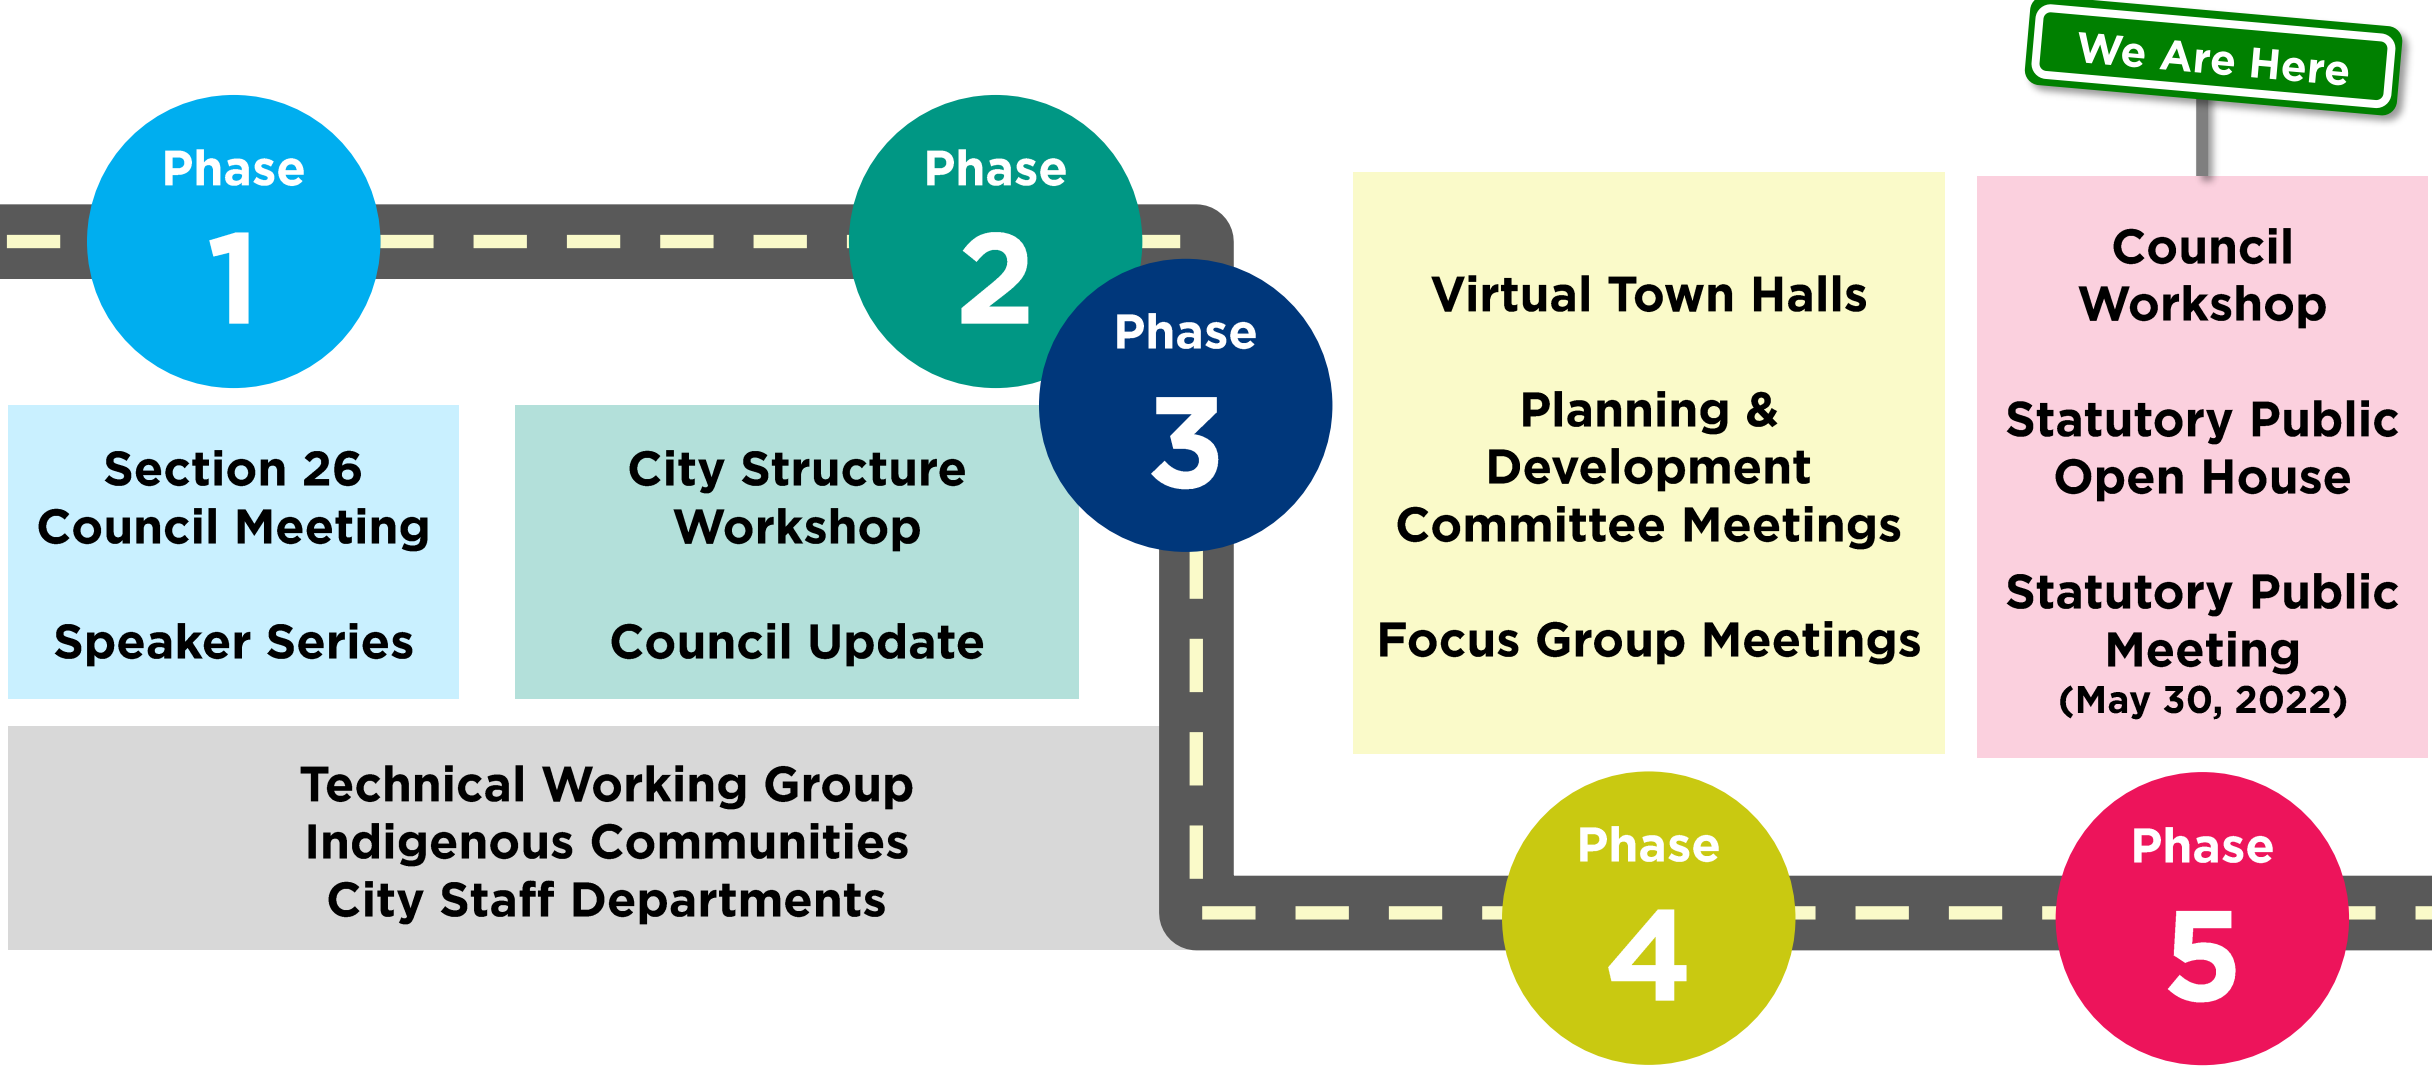 We Are Here
Phase
1
Section 26
Council Meeting
Speaker Series
Phase
2
City Structure
Workshop
Council Update
Phase
3
Technical Working Group
Indigenous Communities
City Staff Departments
Virtual Town Halls
Planning &
Development
Committee Meetings
Focus Group Meetings
Phase
4
Council
Workshop
Statutory Public
Open House
Statutory Public
Meeting
(May 30, 2022)
Phase
5